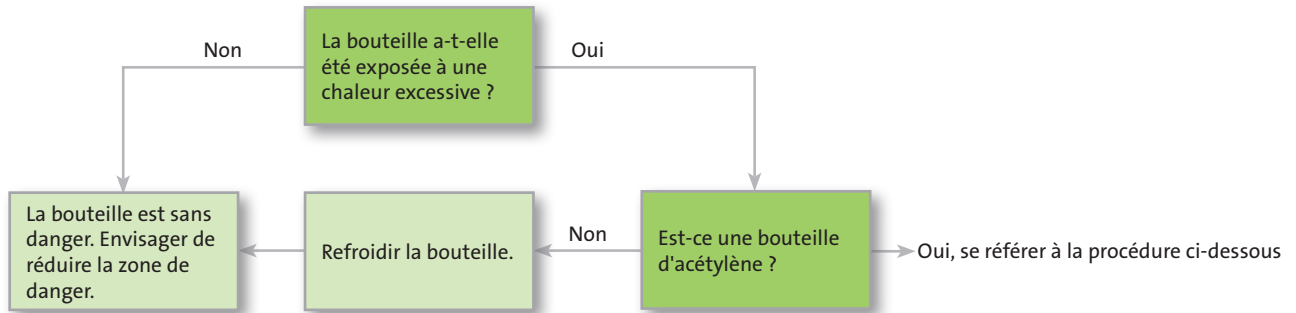 Non
La bouteille a-t-elle
été exposée à une
chaleur excessive ?
Oui
La bouteille est sans
danger. Envisager de
réduire la zone de
danger.
Refroidir la bouteille.
Non
Est-ce une bouteille
d'acétylène ?
Oui, se référer à la procédure ci-dessous